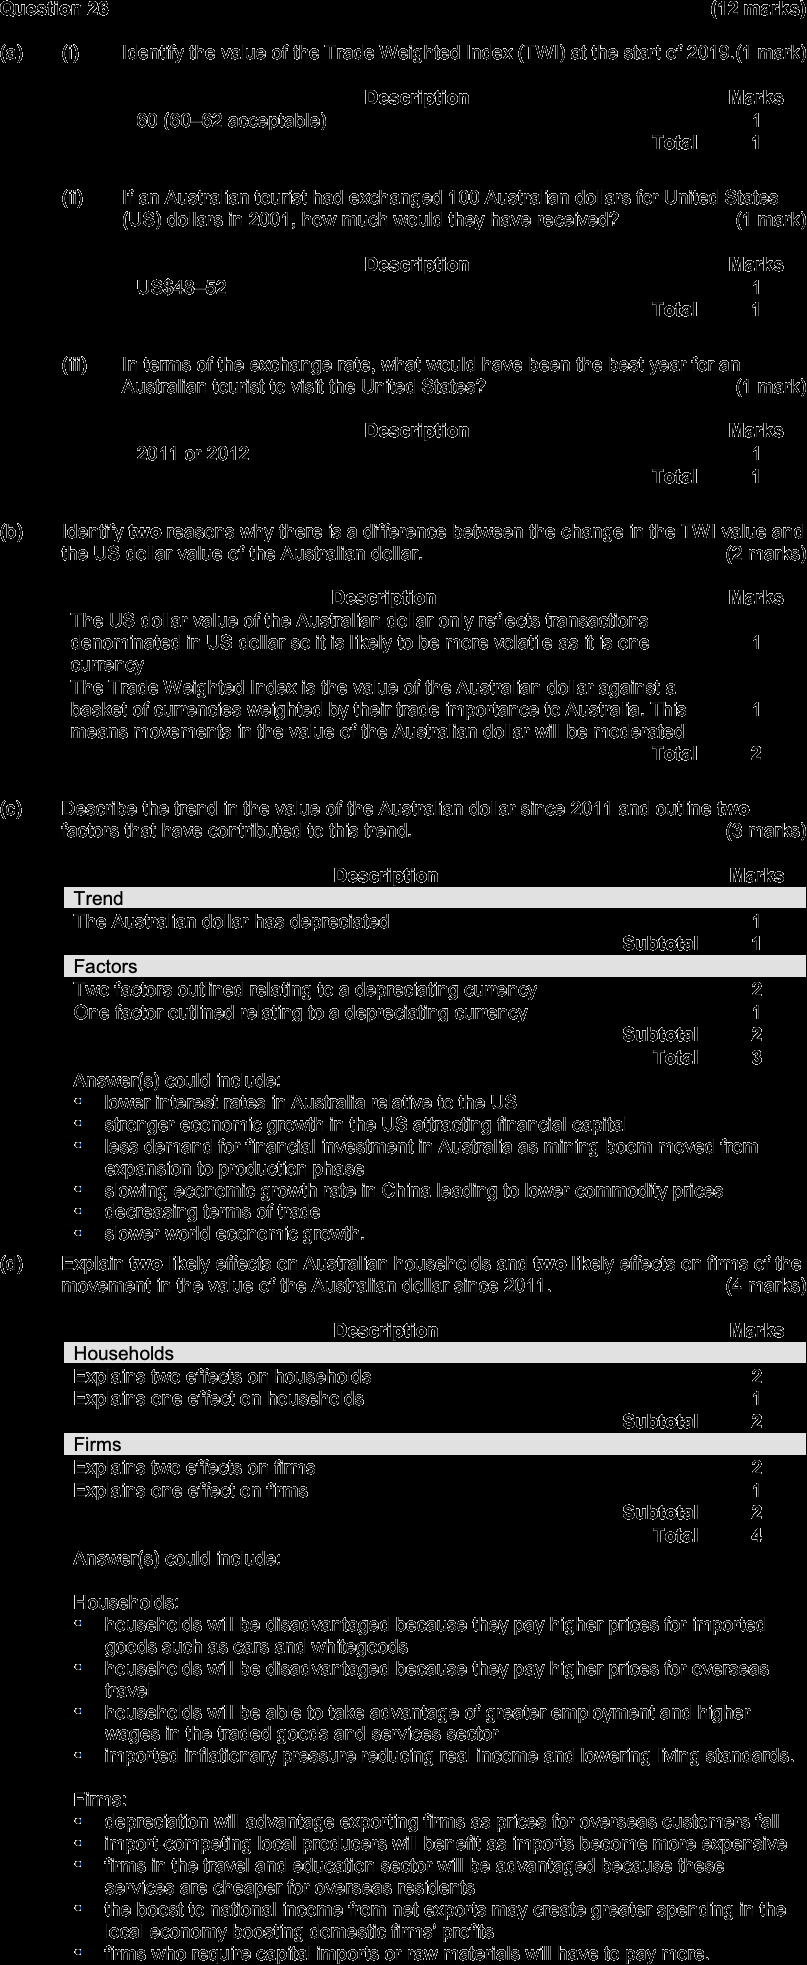 Question 26 (12 marks)
(a) (i) Identify the value of the Trade Weighted Index (TWI) at the start of 2019.(1 mark)
Description Marks
60 (60–62 acceptable) 1
Total 1
(ii) If an Australian tourist had exchanged 100 Australian dollars for United States
(US) dollars in 2001, how much would they have received? (1 mark)
Description Marks
US$48–52 1
Total 1
(iii) In terms of the exchange rate, what would have been the best year for an
Australian tourist to visit the United States? (1 mark)
Description Marks
2011 or 2012 1
Total 1
(b) Identify two reasons why there is a difference between the change in the TWI value and
the US dollar value of the Australian dollar. (2 marks)
Description Marks
The US dollar value of the Australian dollar only reflects transactions
denominated in US dollar so it is likely to be more volatile as it is one 1
currency
The Trade Weighted Index is the value of the Australian dollar against a
basket of currencies weighted by their trade importance to Australia. This 1
means movements in the value of the Australian dollar will be moderated
Total 2
(c) Describe the trend in the value of the Australian dollar since 2011 and outline two
factors that have contributed to this trend. (3 marks)
Description Marks
Trend
The Australian dollar has depreciated 1
Subtotal 1
Factors
Two factors outlined relating to a depreciating currency 2
One factor outlined relating to a depreciating currency 1
Subtotal 2
Total 3
Answer(s) could include:
• lower interest rates in Australia relative to the US
• stronger economic growth in the US attracting financial capital
• less demand for financial investment in Australia as mining boom moved from
expansion to production phase
• slowing economic growth rate in China leading to lower commodity prices
• decreasing terms of trade
• slower world economic growth.
(d) Explain two likely effects on Australian households and two likely effects on firms of the
movement in the value of the Australian dollar since 2011. (4 marks)
Description Marks
Households
Explains two effects on households 2
Explains one effect on households 1
Subtotal 2
Firms
Explains two effects on firms 2
Explains one effect on firms 1
Subtotal 2
Total 4
Answer(s) could include:
Households:
• households will be disadvantaged because they pay higher prices for imported
goods such as cars and whitegoods
• households will be disadvantaged because they pay higher prices for overseas
travel
• households will be able to take advantage of greater employment and higher
wages in the traded goods and services sector
• imported inflationary pressure reducing real income and lowering living standards.
Firms:
• depreciation will advantage exporting firms as prices for overseas customers fall
• import competing local producers will benefit as imports become more expensive
• firms in the travel and education sector will be advantaged because these
services are cheaper for overseas residents
• the boost to national income from net exports may create greater spending in the
local economy boosting domestic firms' profits
• firms who require capital imports or raw materials will have to pay more.